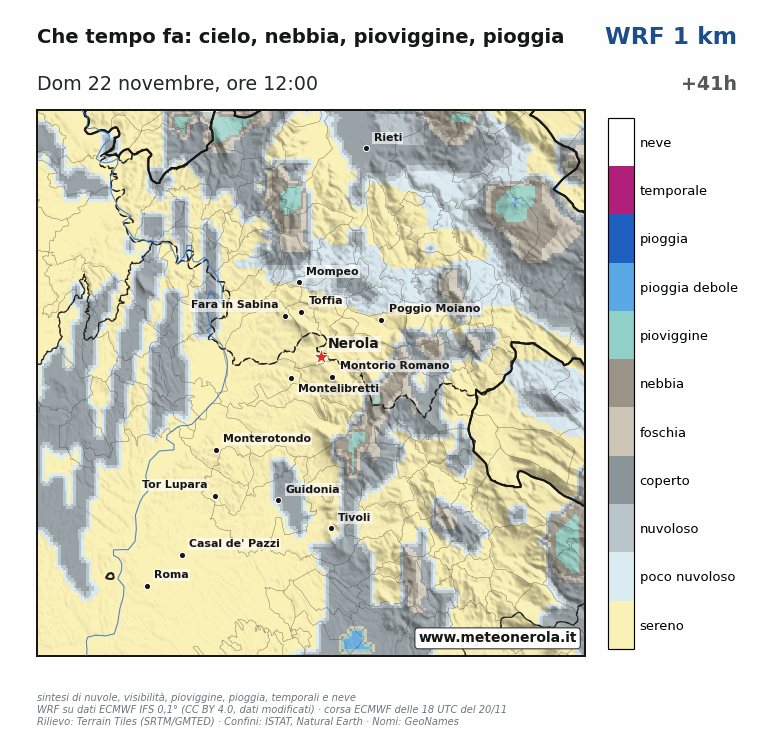 Che tempo fa: cielo, nebbia, pioviggine, pioggia
WRF 1 km
Dom 22 novembre, ore 12:00
+41h
Rieti
Mompeo
Fara in Sabina
Toffia
Poggio Moiano
Nerola
Montorio Romano
Montelibretti
Monterotondo
Tor Lupara
Guidonia
Tivoli
Casal de' Pazzi
Roma
www.meteonerola.it
neve
temporale
pioggia
pioggia debole
pioviggine
nebbia
foschia
coperto
nuvoloso
poco nuvoloso
sereno
sintesi di nuvole, visibilità, pioviggine, pioggia, temporali e neve
WRF su dati ECMWF IFS 0,1° (CC BY 4.0, dati modificati) · corsa ECMWF delle 18 UTC del 20/11
Rilievo: Terrain Tiles (SRTM/GMTED) · Confini: ISTAT, Natural Earth · Nomi: GeoNames